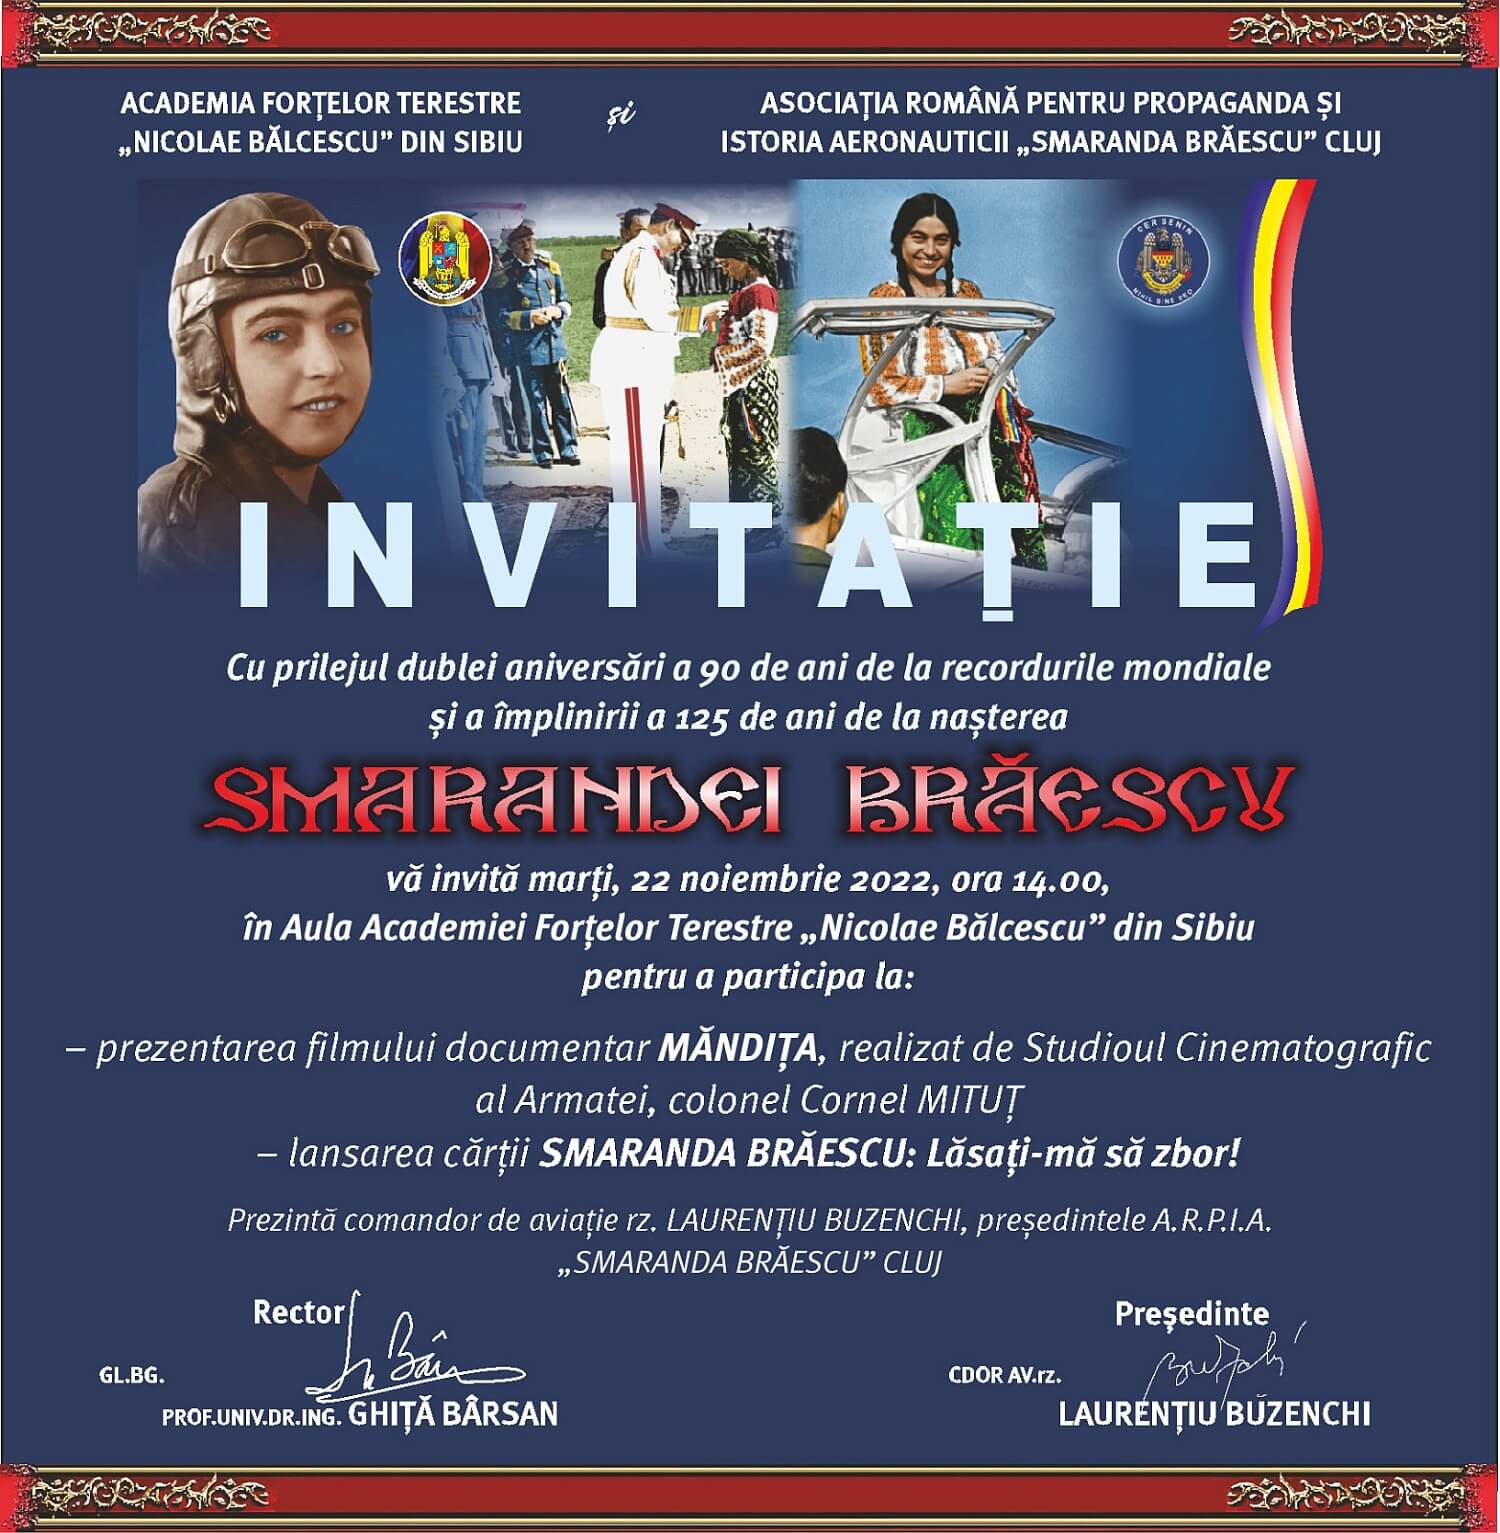 ACADEMIA FORȚELOR TERESTRE
„NICOLAE BĂLCESCU” DIN SIBIU
și
ASOCIAȚIA ROMÂNĂ PENTRU PROPAGANDA ȘI
ISTORIA AERONAUTICII „SMARANDA BRĂESCU” CLUJ
CER SENIN
NIHIL SINE DEO
INVITAȚIE
Cu prilejul dublei aniversări a 90 de ani de la recordurile mondiale
și a împlinirii a 125 de ani de la nașterea
SMARANDEI BRĂESCU
vă invită marți, 22 noiembrie 2022, ora 14.00,
în Aula Academiei Forțelor Terestre „Nicolae Bălcescu” din Sibiu
pentru a participa la:
– prezentarea filmului documentar MĂNDIȚA, realizat de Studioul Cinematografic
al Armatei, colonel Cornel MITUȚ
– lansarea cărții SMARANDA BRĂESCU: Lăsați-mă să zbor!
Prezintă comandor de aviație rz. LAURENȚIU BUZENCHI, președintele A.R.P.I.A.
„SMARANDA BRĂESCU” CLUJ
Rector
GL.BG.
PROF.UNIV.DR.ING. GHIȚĂ BÂRSAN
Președinte
CDOR AV.rz.
LAURENȚIU BUZENCHI